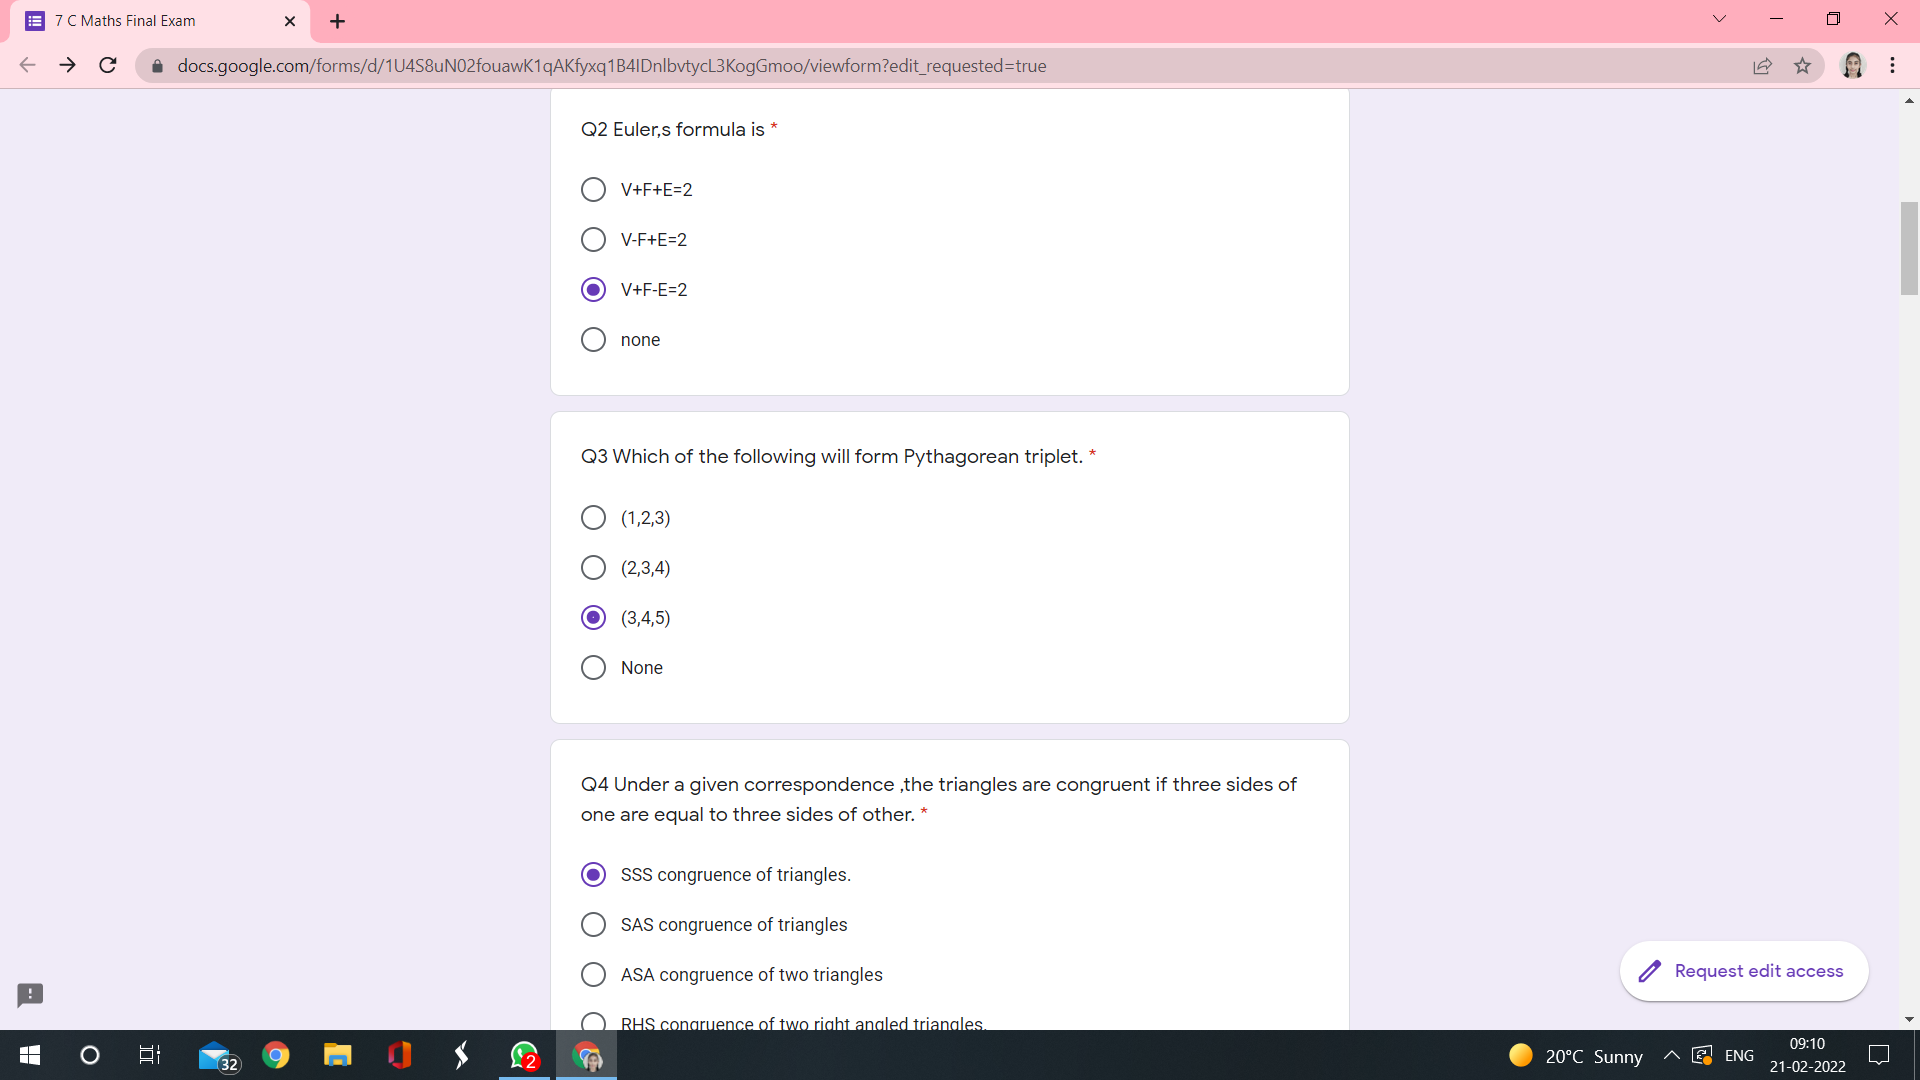 7 C Maths Final Exam
docs.google.com/forms/d/1U4S8uN02fouawK1qAKfyxq1B4IDnlbvtycL3KogGmoo/viewform?edit_requested=true
Q2 Euler,s formula is *
V+F+E=2
V-F+E=2
V+F-E=2
none
Q3 Which of the following will form Pythagorean triplet. *
(1,2,3)
(2,3,4)
(3,4,5)
None
Q4 Under a given correspondence ,the triangles are congruent if three sides of
one are equal to three sides of other. *
SSS congruence of triangles.
SAS congruence of triangles
ASA congruence of two triangles
RHS congruence of two right angled triangles.
Request edit access
32
2
20°C Sunny
ENG
09:10
21-02-2022